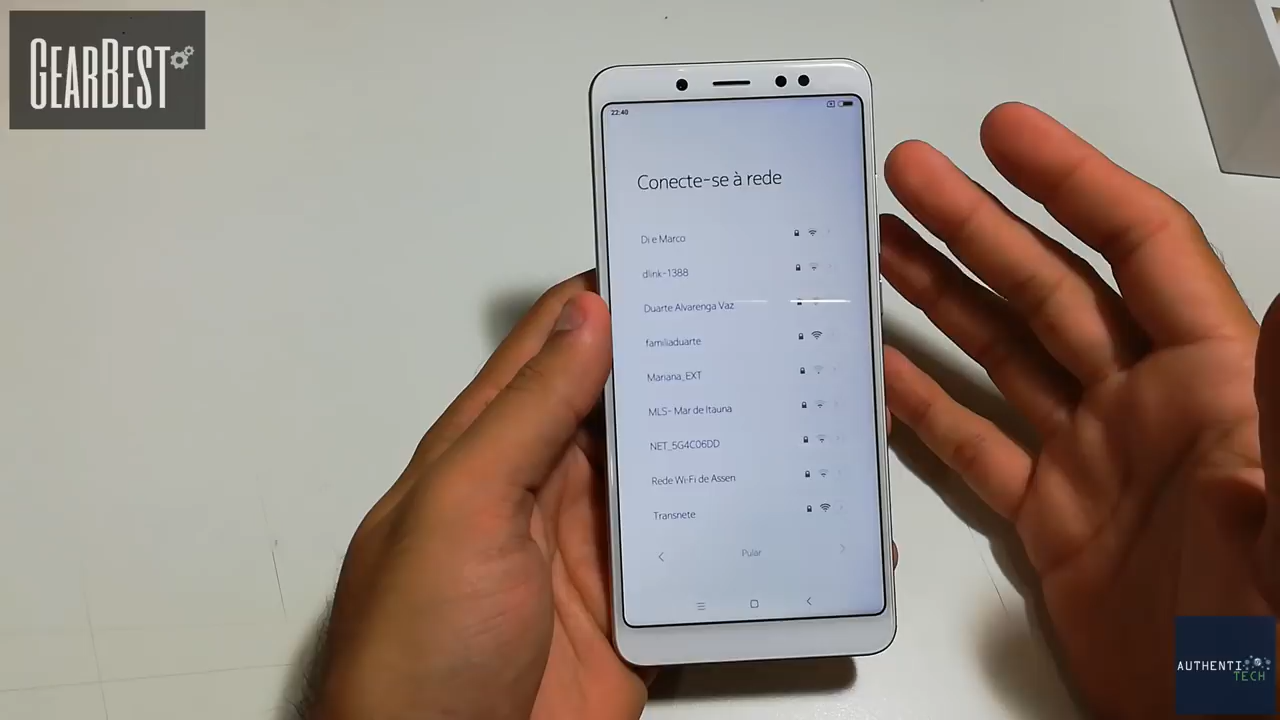 GEARBEST
22:40
Conecte-se à rede
Di e Marco
dlink-1388
Duarte Alvarenga Vaz
familiaduarte
Mariana_EXT
MLS- Mar de Itauna
NET_5G4C06DD
Rede Wi-Fi de Assen
Transnete
Pular
AUTHENTI
TECH